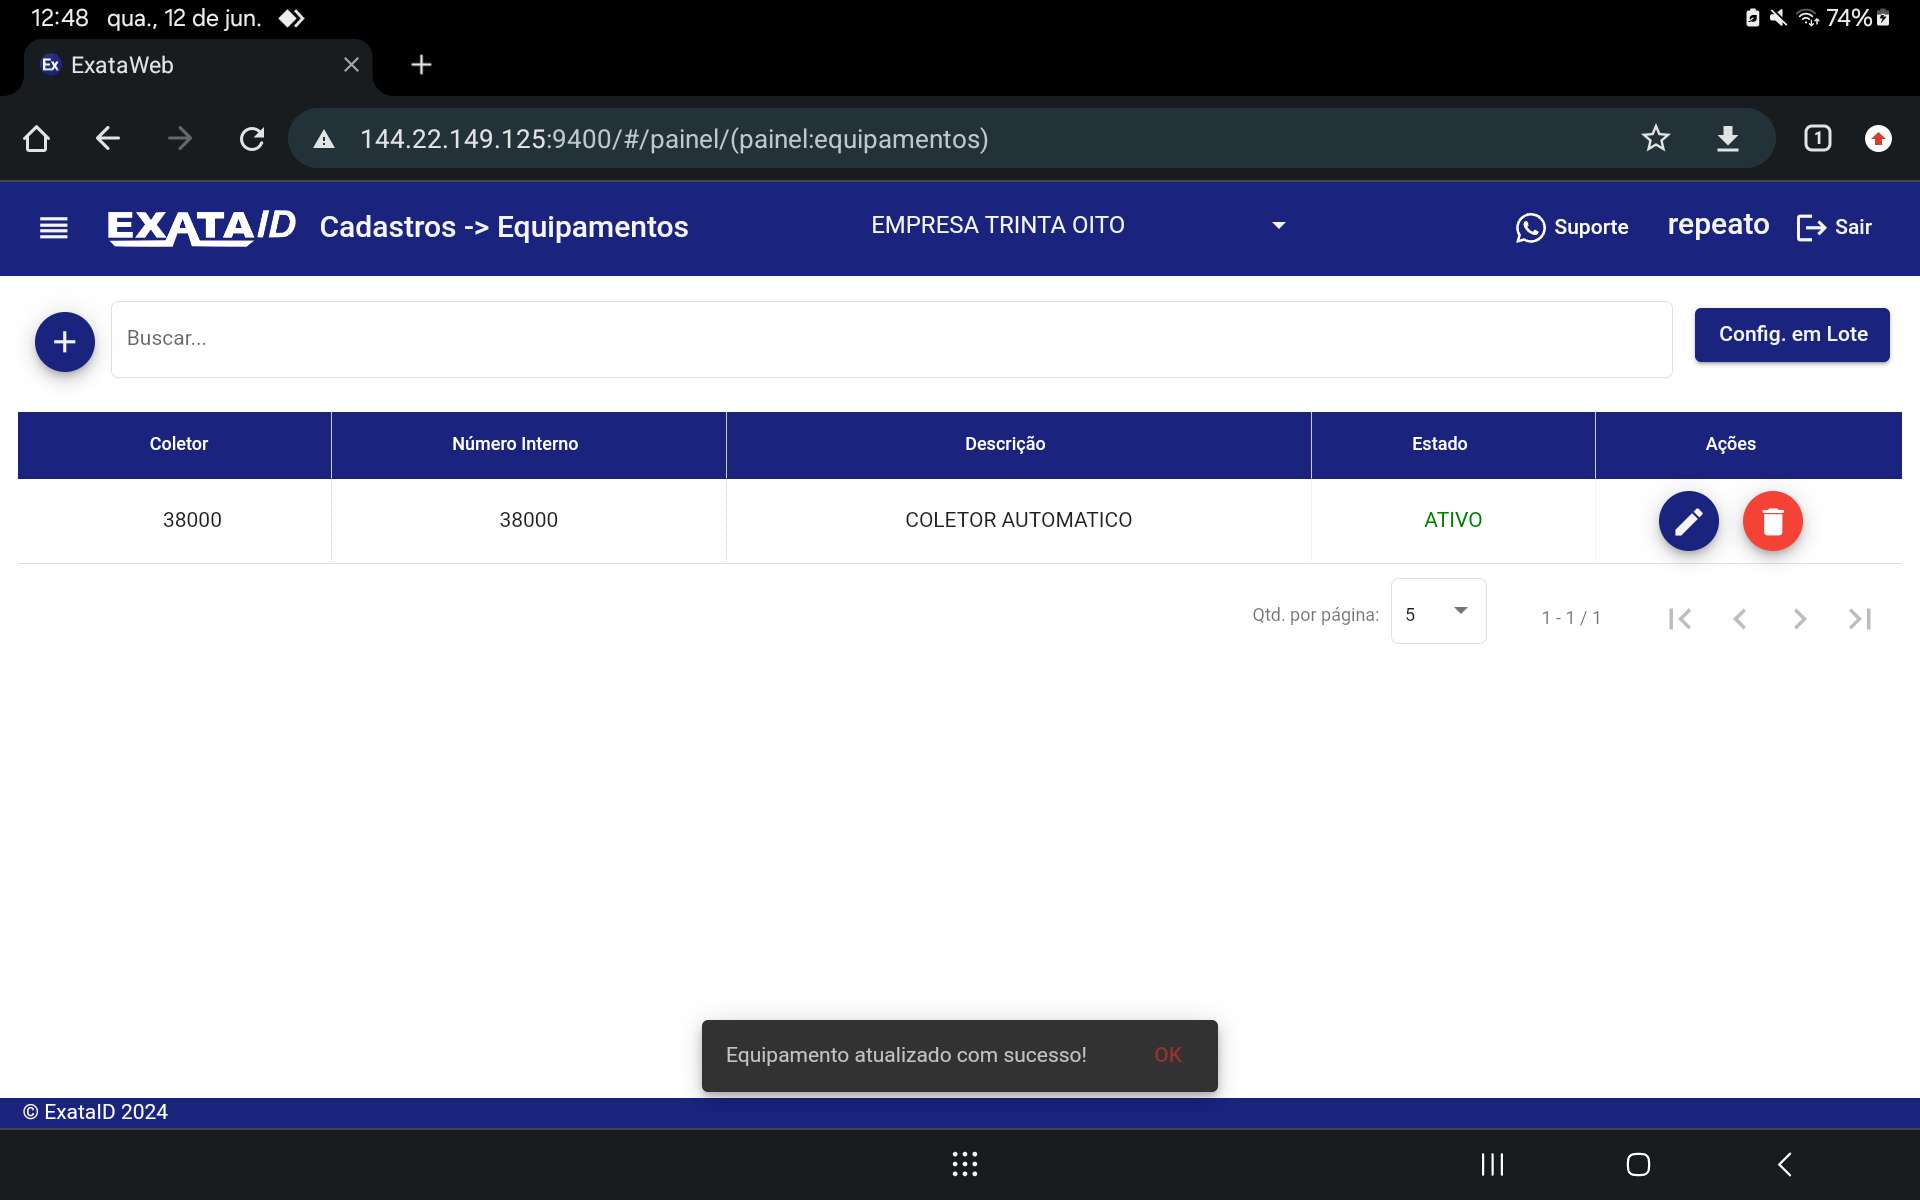 12:48 qua., 12 de jun. 74%
Ex ExataWeb
144.22.149.125:9400/#/painel/(painel:equipamentos) 1
EXATAID Cadastros -> Equipamentos EMPRESA TRINTA OITO Suporte repeato Sair
Buscar... Config. em Lote
Coletor Número Interno Descrição Estado Ações
38000 38000 COLETOR AUTOMATICO ATIVO
Qtd. por página: 5 1 - 1 / 1
Equipamento atualizado com sucesso! OK
© ExataID 2024